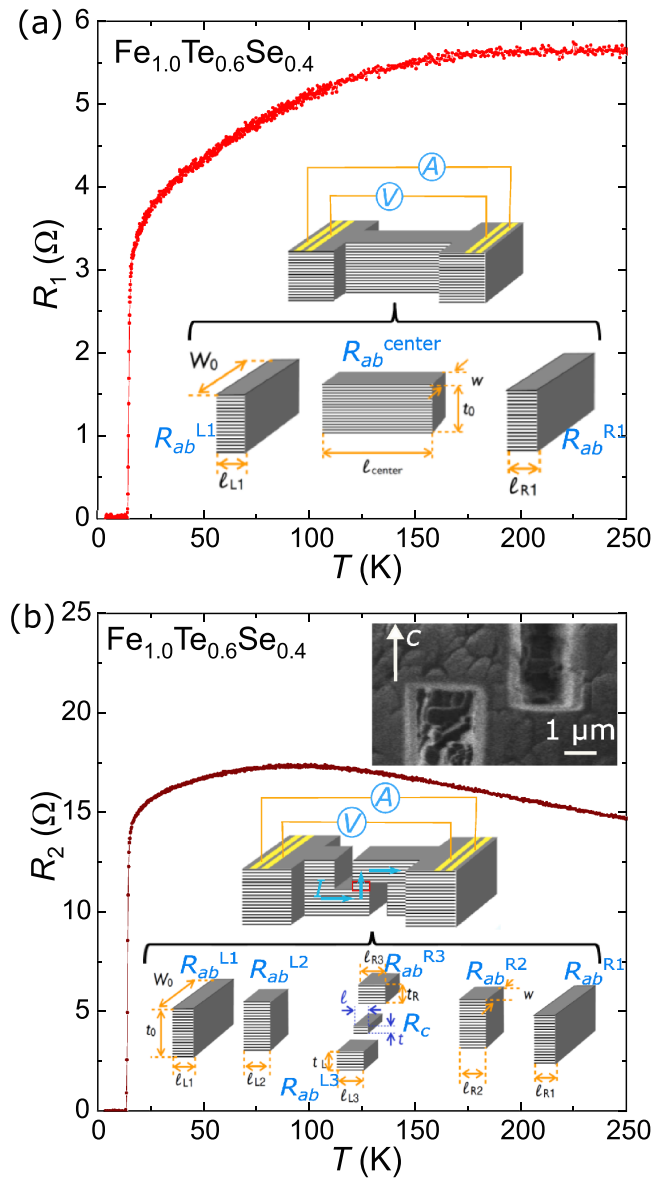 (a)
Fe1.0Te0.6Se0.4
6
5
4
3
2
1
0
R1 (Ω)
A
V
Rab^center
W0
w
t0
Rab^L1
Rab^R1
ℓL1
ℓcenter
ℓR1
0
50
100
150
200
250
T (K)
(b)
Fe1.0Te0.6Se0.4
25
20
15
10
5
0
R2 (Ω)
c
1 μm
A
V
I
W0
Rab^L1
Rab^L2
ℓR3
Rab^R3
Rab^R2
Rab^R1
w
t0
tR
ℓ
Rc
t
tL
ℓL1
ℓL2
Rab^L3
ℓL3
ℓR2
ℓR1
0
50
100
150
200
250
T (K)